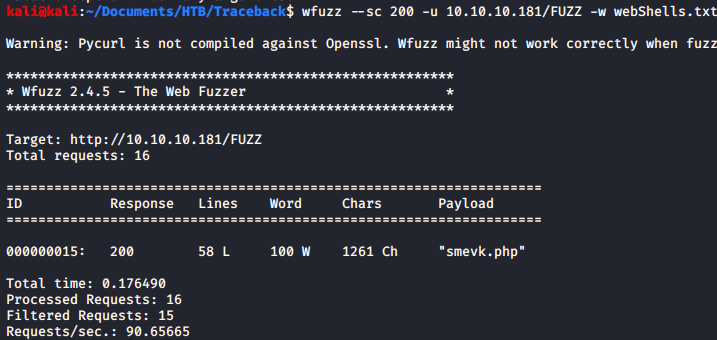 kali@kali:~/Documents/HTB/Traceback$ wfuzz --sc 200 -u 10.10.10.181/FUZZ -w webShells.txt
Warning: Pycurl is not compiled against Openssl. Wfuzz might not work correctly when fuzz
********************************************************
* Wfuzz 2.4.5 - The Web Fuzzer                         *
********************************************************
Target: http://10.10.10.181/FUZZ
Total requests: 16
===================================================================
ID           Response   Lines    Word     Chars       Payload
===================================================================
000000015:   200        58 L     100 W    1261 Ch     "smevk.php"
Total time: 0.176490
Processed Requests: 16
Filtered Requests: 15
Requests/sec.: 90.65665